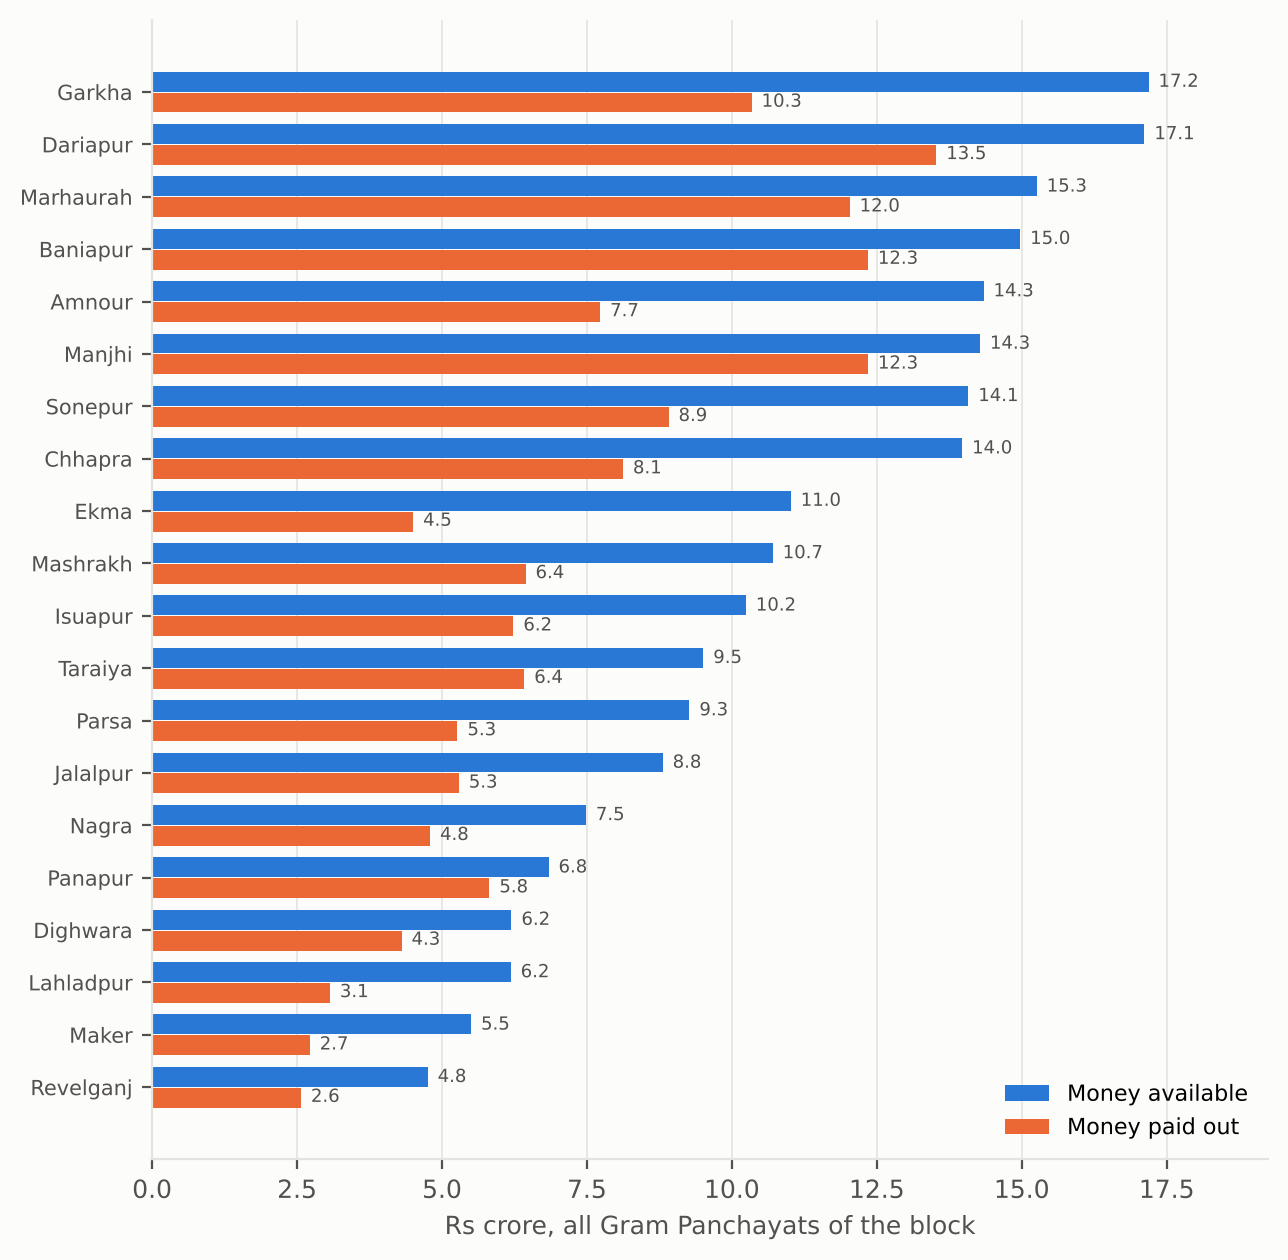 Garkha 17.2
10.3
Dariapur 17.1
13.5
Marhaurah 15.3
12.0
Baniapur 15.0
12.3
Amnour 14.3
7.7
Manjhi 14.3
12.3
Sonepur 14.1
8.9
Chhapra 14.0
8.1
Ekma 11.0
4.5
Mashrakh 10.7
6.4
Isuapur 10.2
6.2
Taraiya 9.5
6.4
Parsa 9.3
5.3
Jalalpur 8.8
5.3
Nagra 7.5
4.8
Panapur 6.8
5.8
Dighwara 6.2
4.3
Lahladpur 6.2
3.1
Maker 5.5
2.7
Revelganj 4.8
2.6
Money available
Money paid out
0.0 2.5 5.0 7.5 10.0 12.5 15.0 17.5
Rs crore, all Gram Panchayats of the block